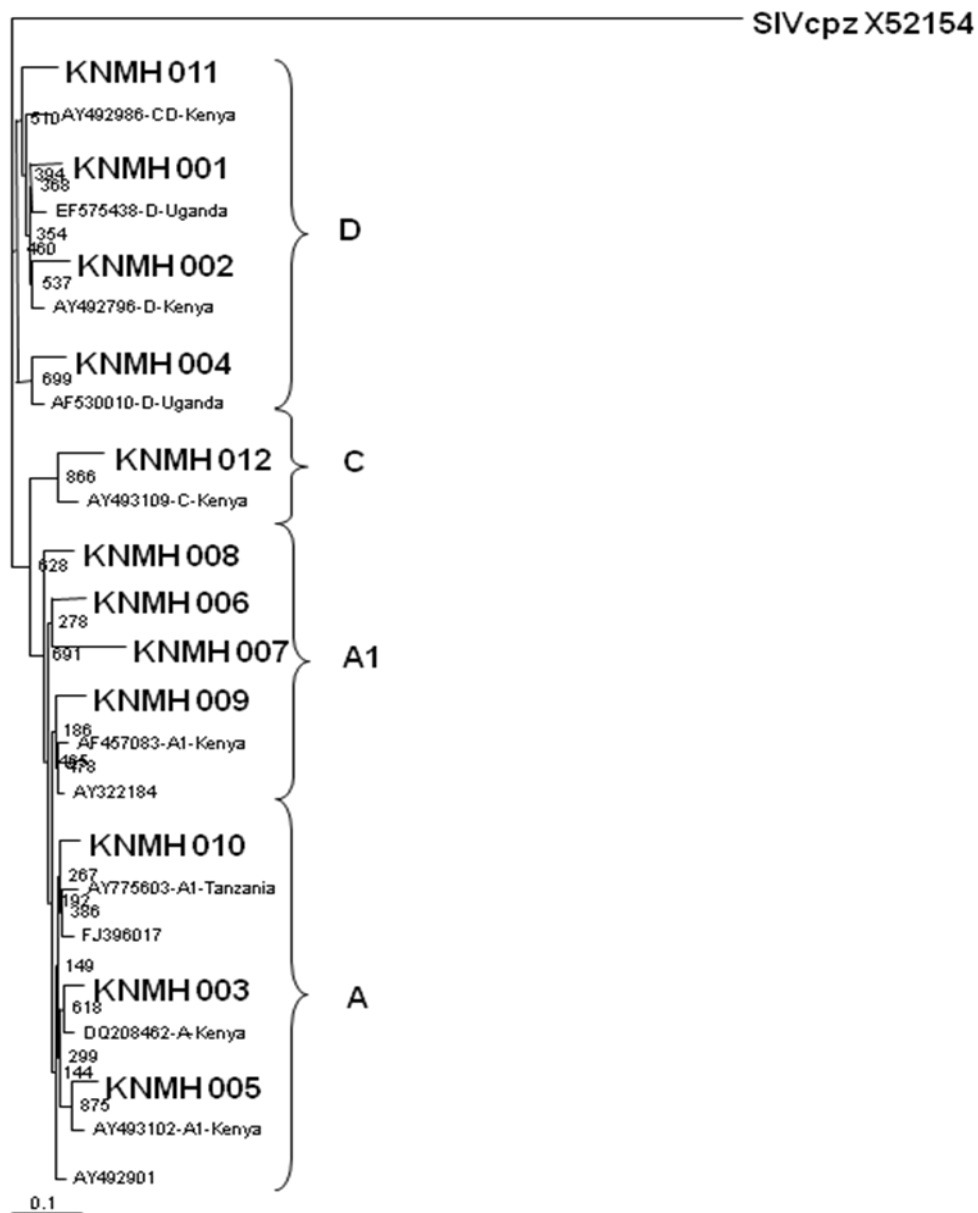 SIVcpz X52154
KNMH 011
510
AY492986-CD-Kenya
KNMH 001
394
368
EF575438-D-Uganda
D
354
460
KNMH 002
537
AY492796-D-Kenya
KNMH 004
699
AF530010-D-Uganda
KNMH 012
C
866
AY493109-C-Kenya
KNMH 008
628
KNMH 006
278
KNMH 007
691
A1
KNMH 009
186
AF457083-A1-Kenya
465
478
AY322184
KNMH 010
267
AY775603-A1-Tanzania
192
386
FJ396017
149
KNMH 003
A
618
DQ208462-A-Kenya
299
144
KNMH 005
875
AY493102-A1-Kenya
AY492901
0.1